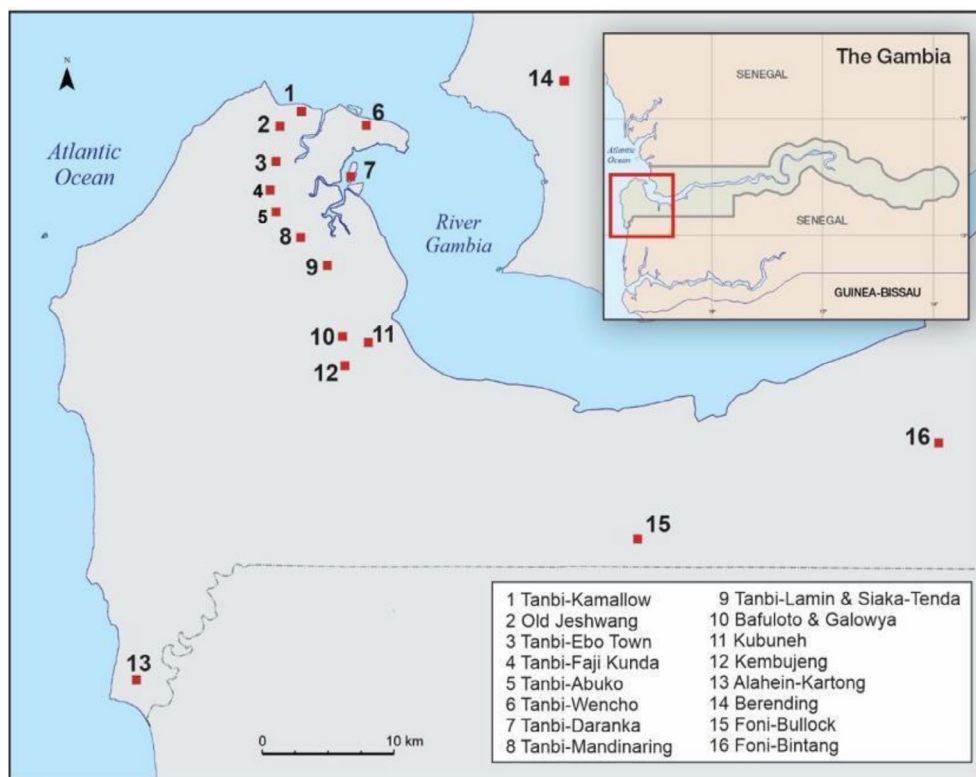 N
Atlantic
Ocean
River
Gambia
1
2
3
4
5
6
7
8
9
10
11
12
13
14
15
16
The Gambia
SENEGAL
SENEGAL
GUINEA-BISSAU
0 10 km
1 Tanbi-Kamallow
2 Old Jeshwang
3 Tanbi-Ebo Town
4 Tanbi-Faji Kunda
5 Tanbi-Abuko
6 Tanbi-Wencho
7 Tanbi-Daranka
8 Tanbi-Mandinaring
9 Tanbi-Lamin & Siaka-Tenda
10 Bafuloto & Galowya
11 Kubuneh
12 Kembujeng
13 Alahein-Kartong
14 Berending
15 Foni-Bullock
16 Foni-Bintang
Atlantic
Ocean